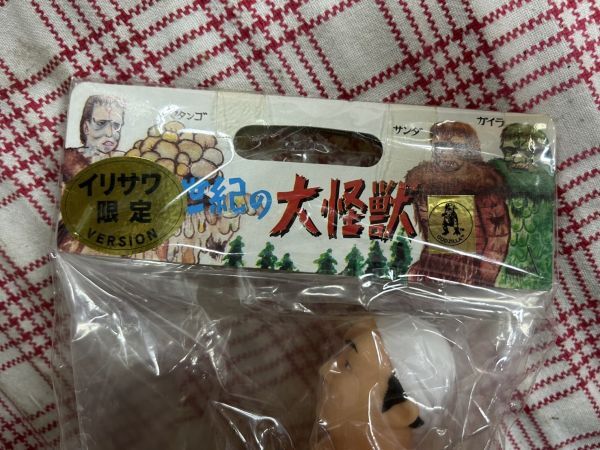 タンゴ
サンダ
ガイラ
イリサワ
限定
VERSION
世紀の
大怪獣